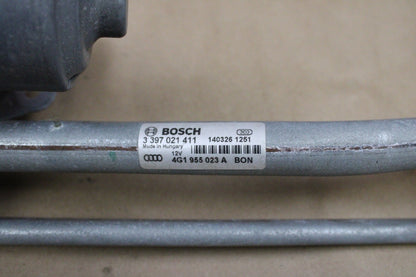 BOSCH
3 397 021 411 140326 1251
Made in Hungary 12V
4G1 955 023 A BON